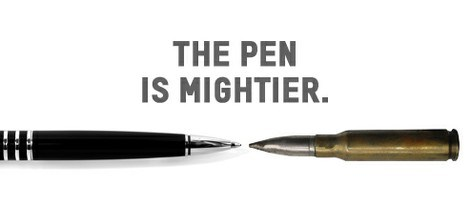 THE PEN
IS MIGHTIER.